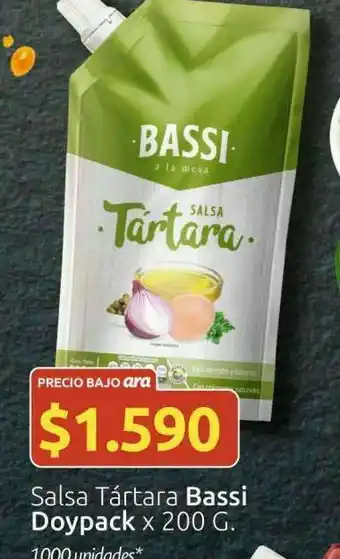 BASSI
a la mesa
SALSA
Tártara
PRECIO BAJO ara
$1.590
Salsa Tártara Bassi
Doypack x 200 G.
1000 unidades*